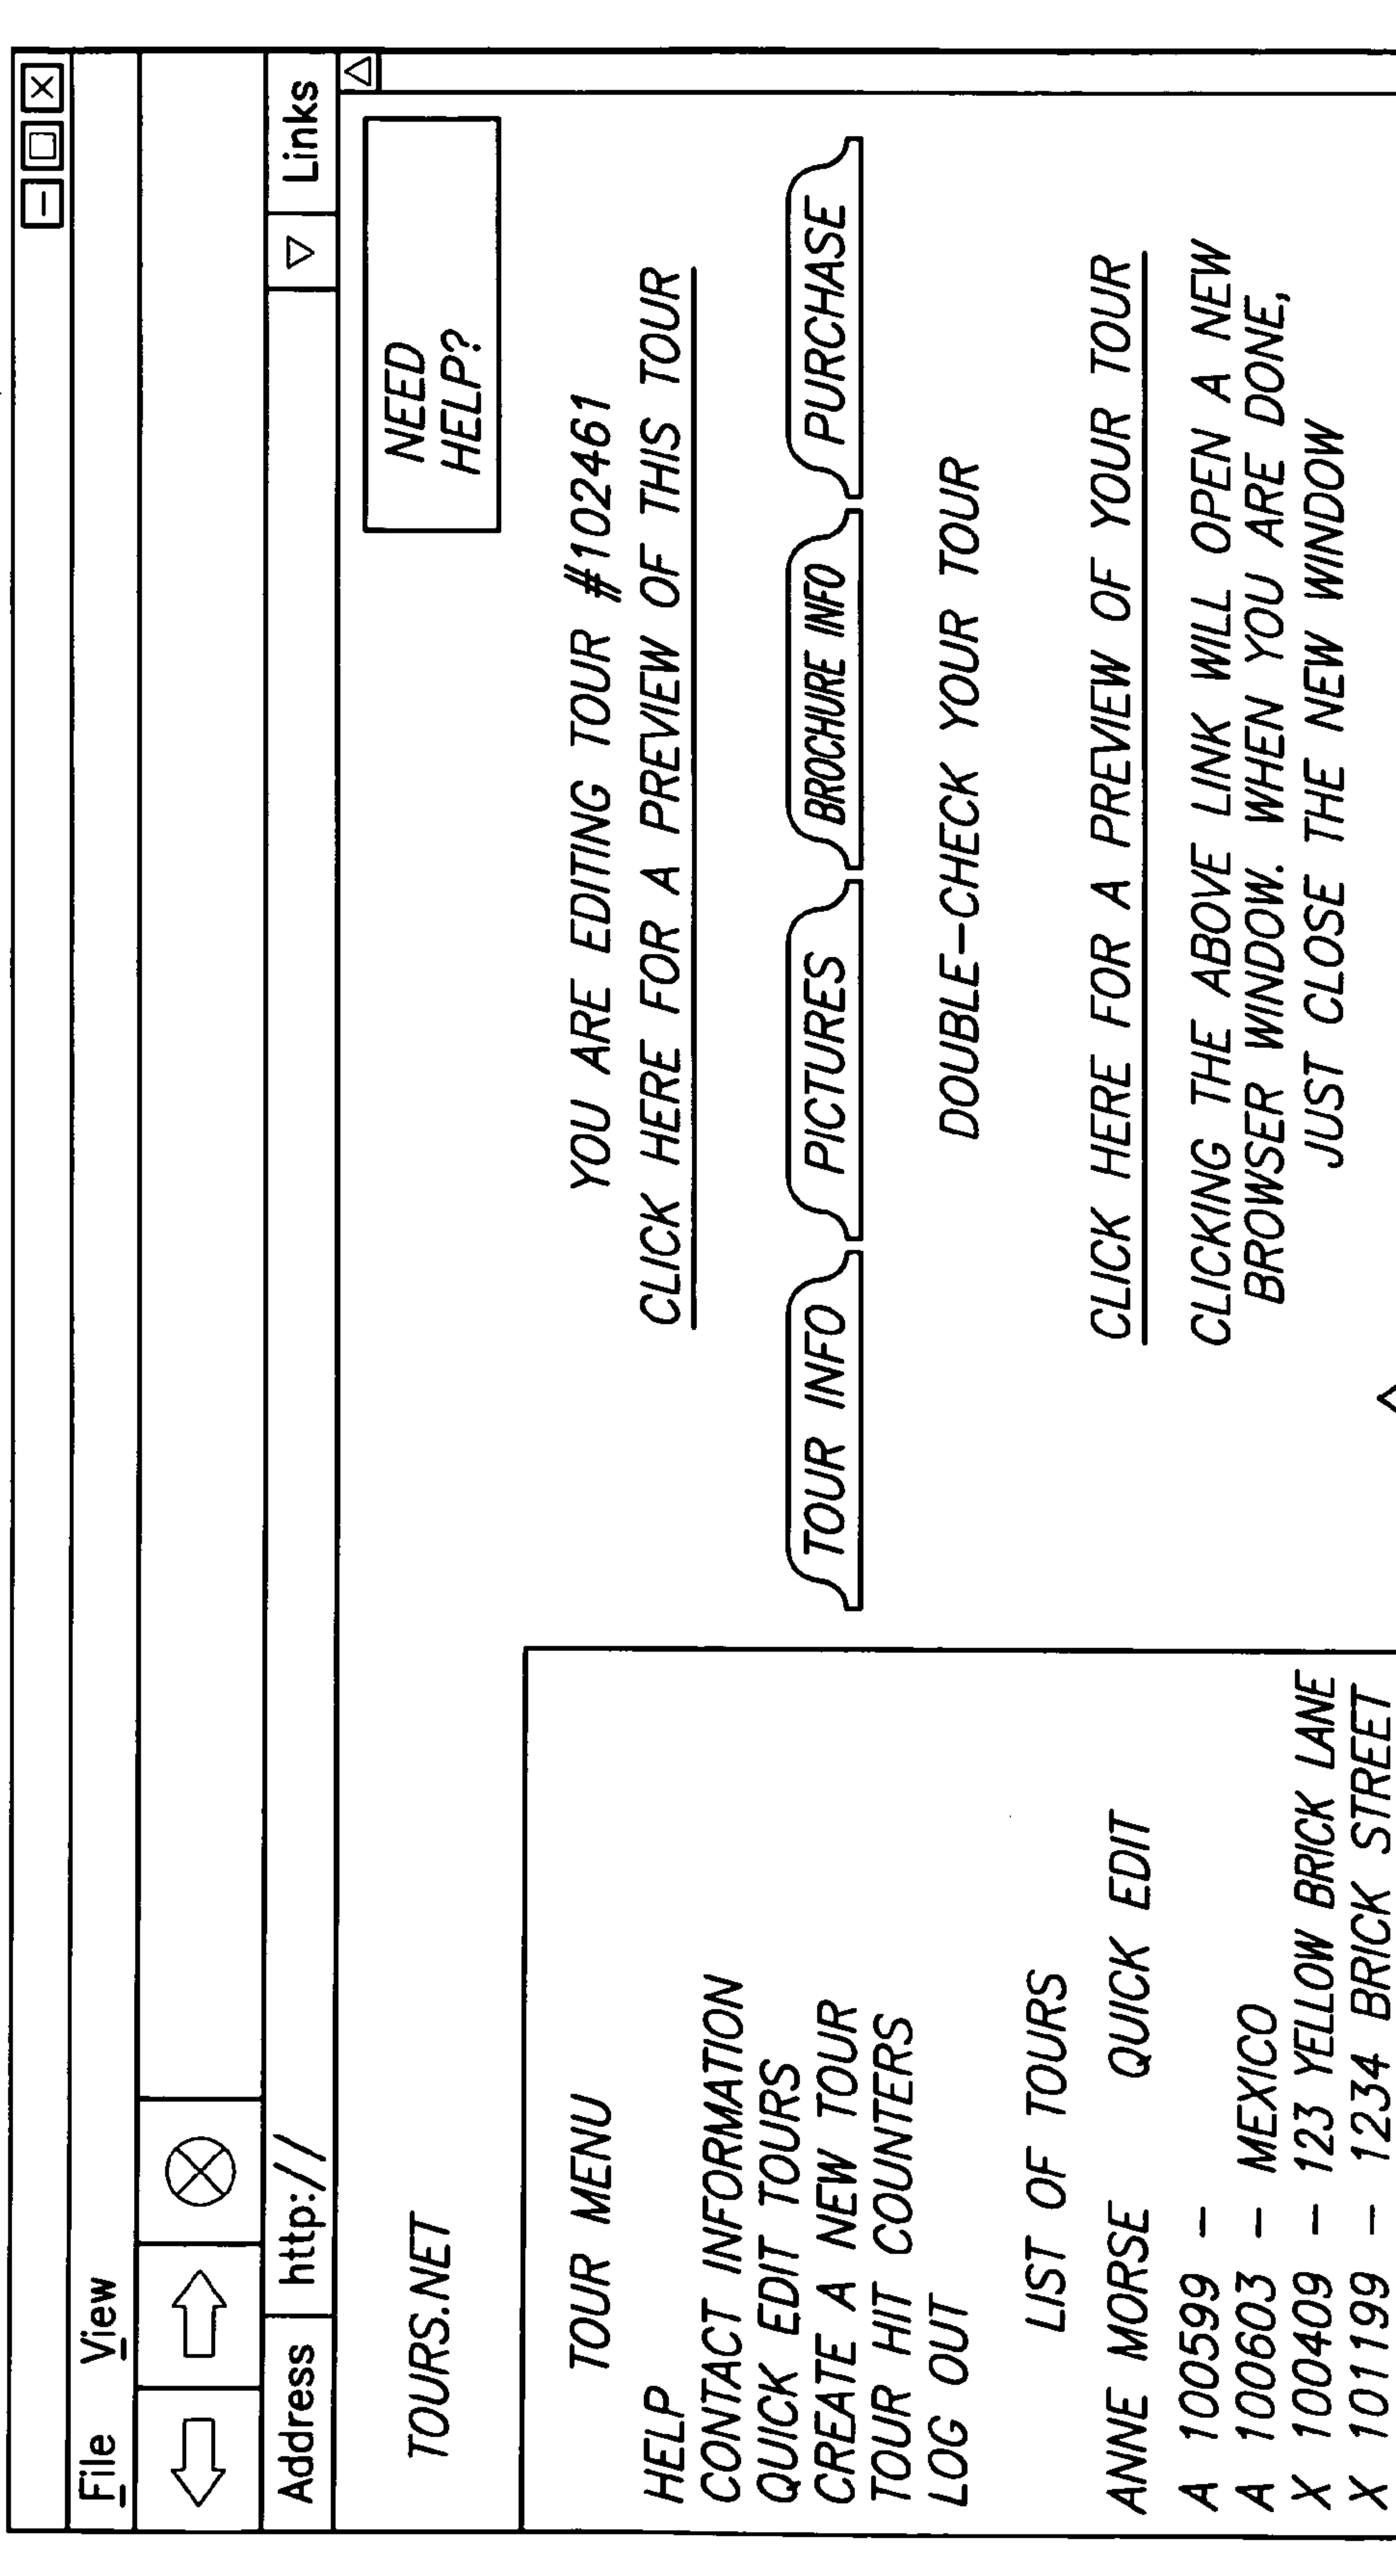 File View
Address http:// Links
TOURS.NET
NEED
HELP?
TOUR MENU
HELP
CONTACT INFORMATION
QUICK EDIT TOURS
CREATE A NEW TOUR
TOUR HIT COUNTERS
LOG OUT
LIST OF TOURS
ANNE MORSE QUICK EDIT
A 100599 –
A 100603 – MEXICO
X 100409 – 123 YELLOW BRICK LANE
X 101199 – 1234 BRICK STREET
YOU ARE EDITING TOUR #102461
CLICK HERE FOR A PREVIEW OF THIS TOUR
TOUR INFO PICTURES BROCHURE INFO PURCHASE
DOUBLE–CHECK YOUR TOUR
CLICK HERE FOR A PREVIEW OF YOUR TOUR
CLICKING THE ABOVE LINK WILL OPEN A NEW
BROWSER WINDOW. WHEN YOU ARE DONE,
JUST CLOSE THE NEW WINDOW